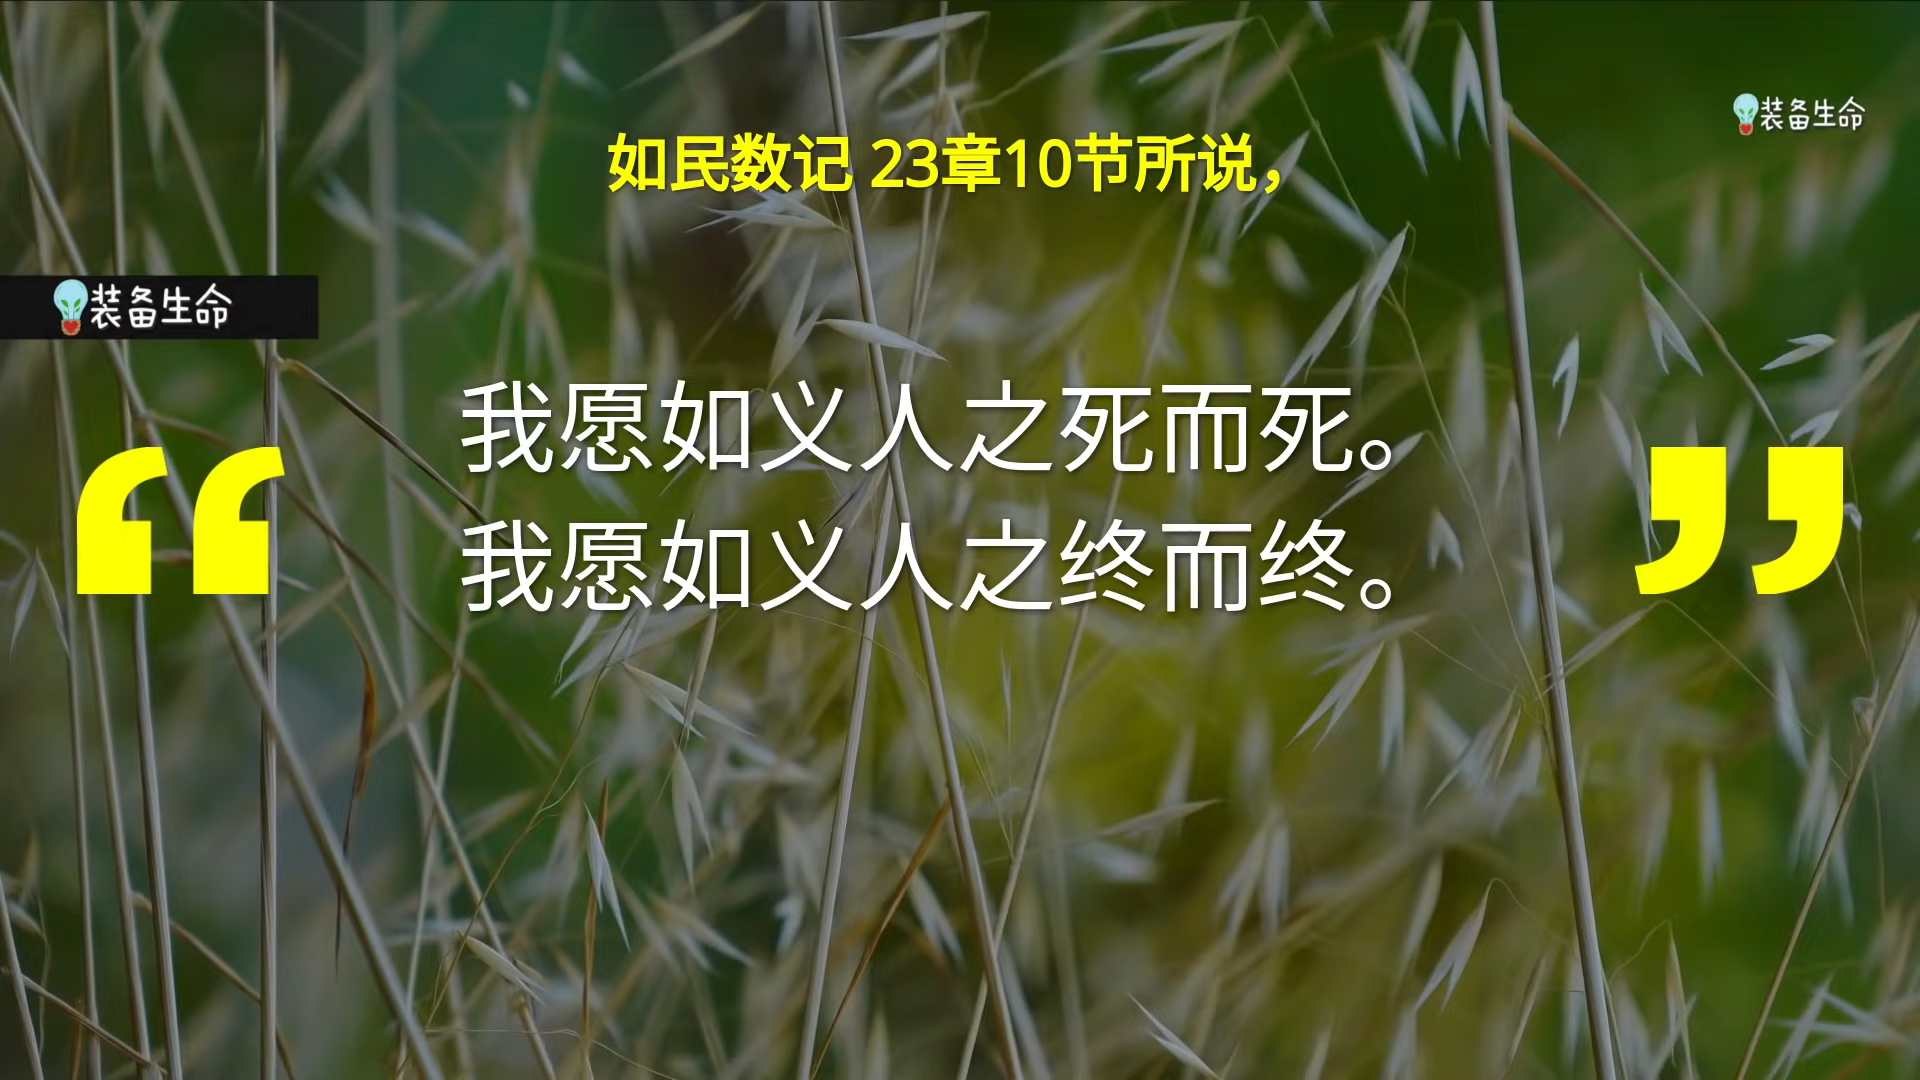 装备生命
如民数记 23章10节所说，
装备生命
我愿如义人之死而死。
我愿如义人之终而终。